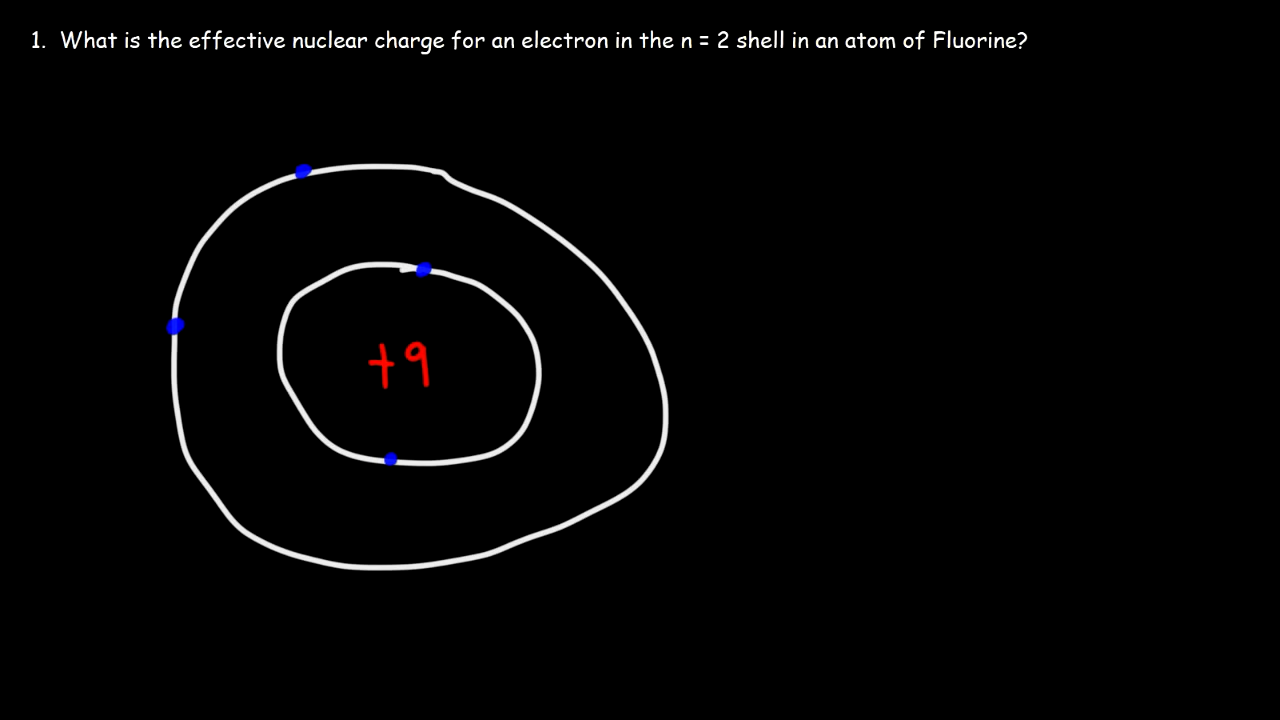 1. What is the effective nuclear charge for an electron in the n = 2 shell in an atom of Fluorine?
+9